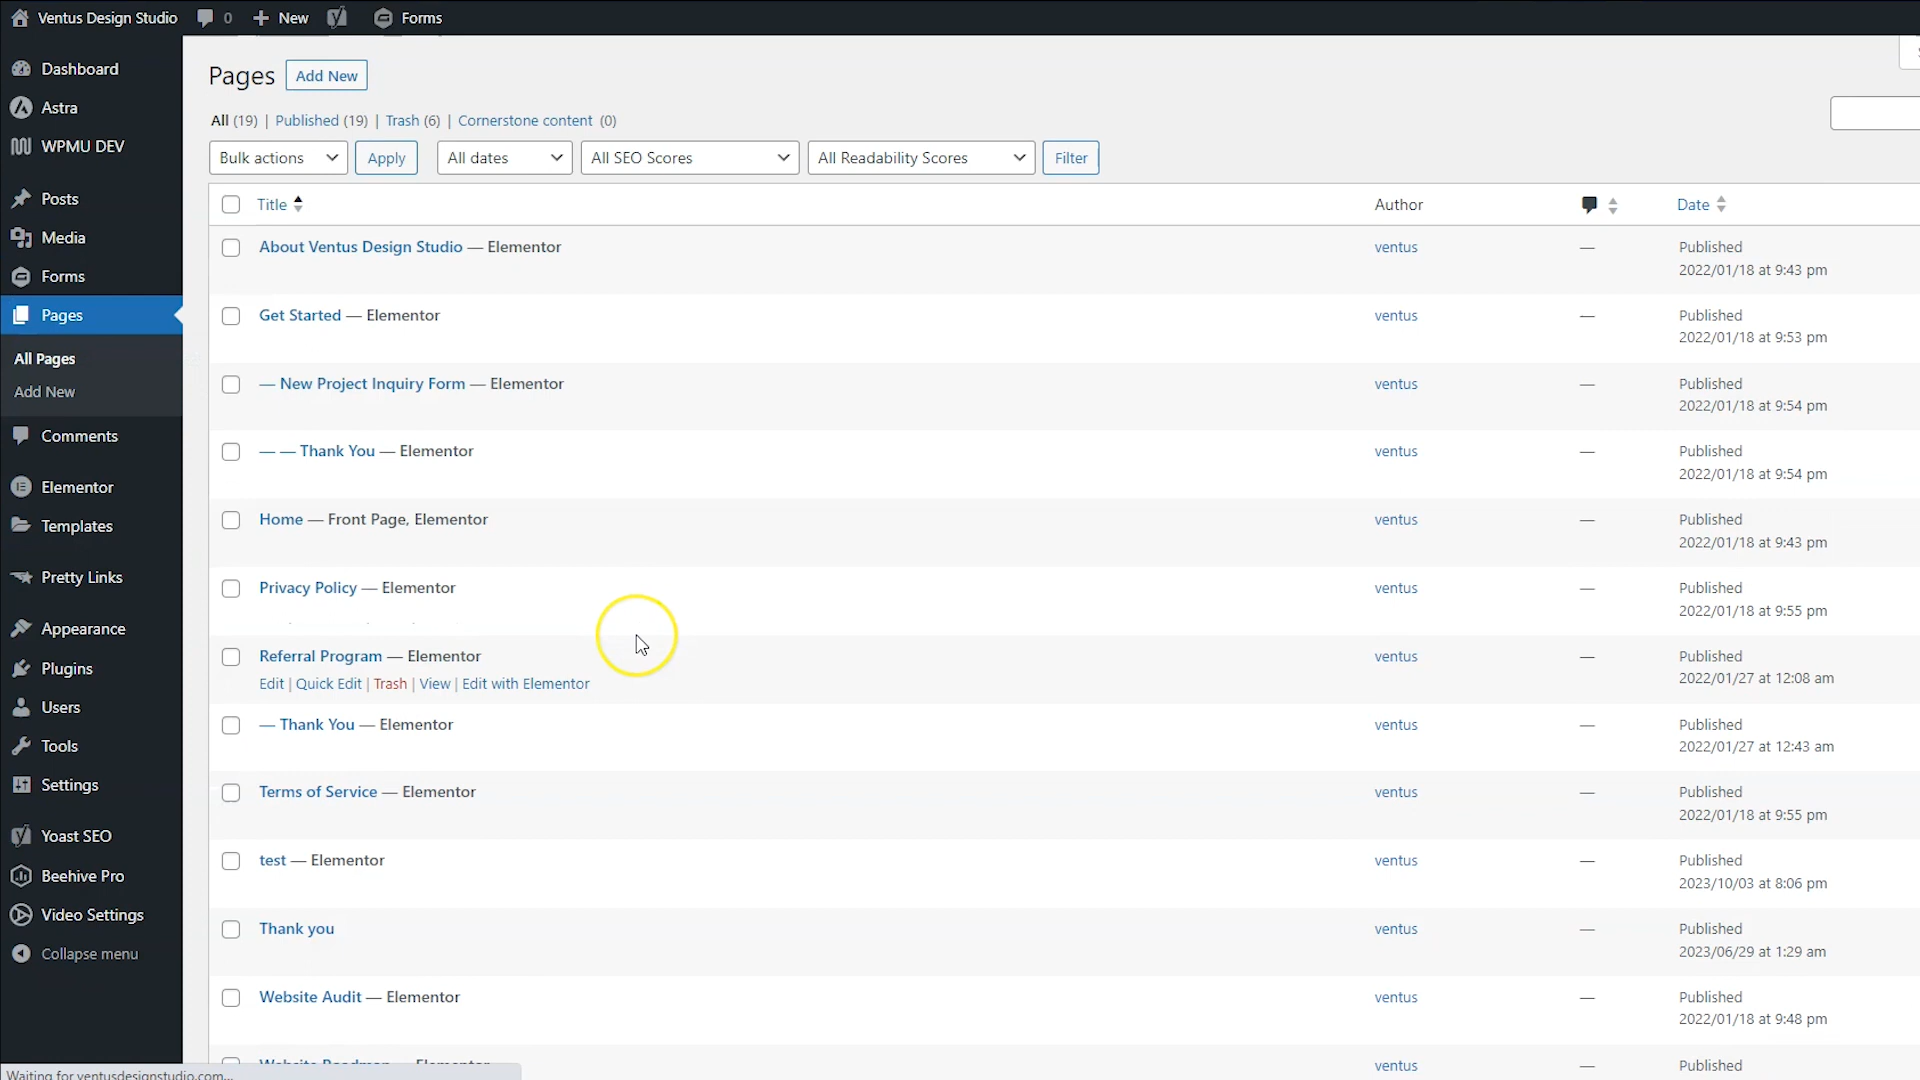 Ventus Design Studio 0 New Forms
Dashboard
Astra
WPMU DEV
Posts
Media
Forms
Pages
All Pages
Add New
Comments
Elementor
Templates
Pretty Links
Appearance
Plugins
Users
Tools
Settings
Yoast SEO
Beehive Pro
Video Settings
Collapse menu
Pages Add New
All (19) | Published (19) | Trash (6) | Cornerstone content (0)
Bulk actions Apply All dates All SEO Scores All Readability Scores Filter
Title Author Date
About Ventus Design Studio — Elementor ventus — Published
2022/01/18 at 9:43 pm
Get Started — Elementor ventus — Published
2022/01/18 at 9:53 pm
— New Project Inquiry Form — Elementor ventus — Published
2022/01/18 at 9:54 pm
— — Thank You — Elementor ventus — Published
2022/01/18 at 9:54 pm
Home — Front Page, Elementor ventus — Published
2022/01/18 at 9:43 pm
Privacy Policy — Elementor ventus — Published
2022/01/18 at 9:55 pm
Referral Program — Elementor ventus — Published
Edit | Quick Edit | Trash | View | Edit with Elementor 2022/01/27 at 12:08 am
— Thank You — Elementor ventus — Published
2022/01/27 at 12:43 am
Terms of Service — Elementor ventus — Published
2022/01/18 at 9:55 pm
test — Elementor ventus — Published
2023/10/03 at 8:06 pm
Thank you ventus — Published
2023/06/29 at 1:29 am
Website Audit — Elementor ventus — Published
2022/01/18 at 9:48 pm
Website Roadmap — Elementor ventus — Published
Waiting for ventusdesignstudio.com...